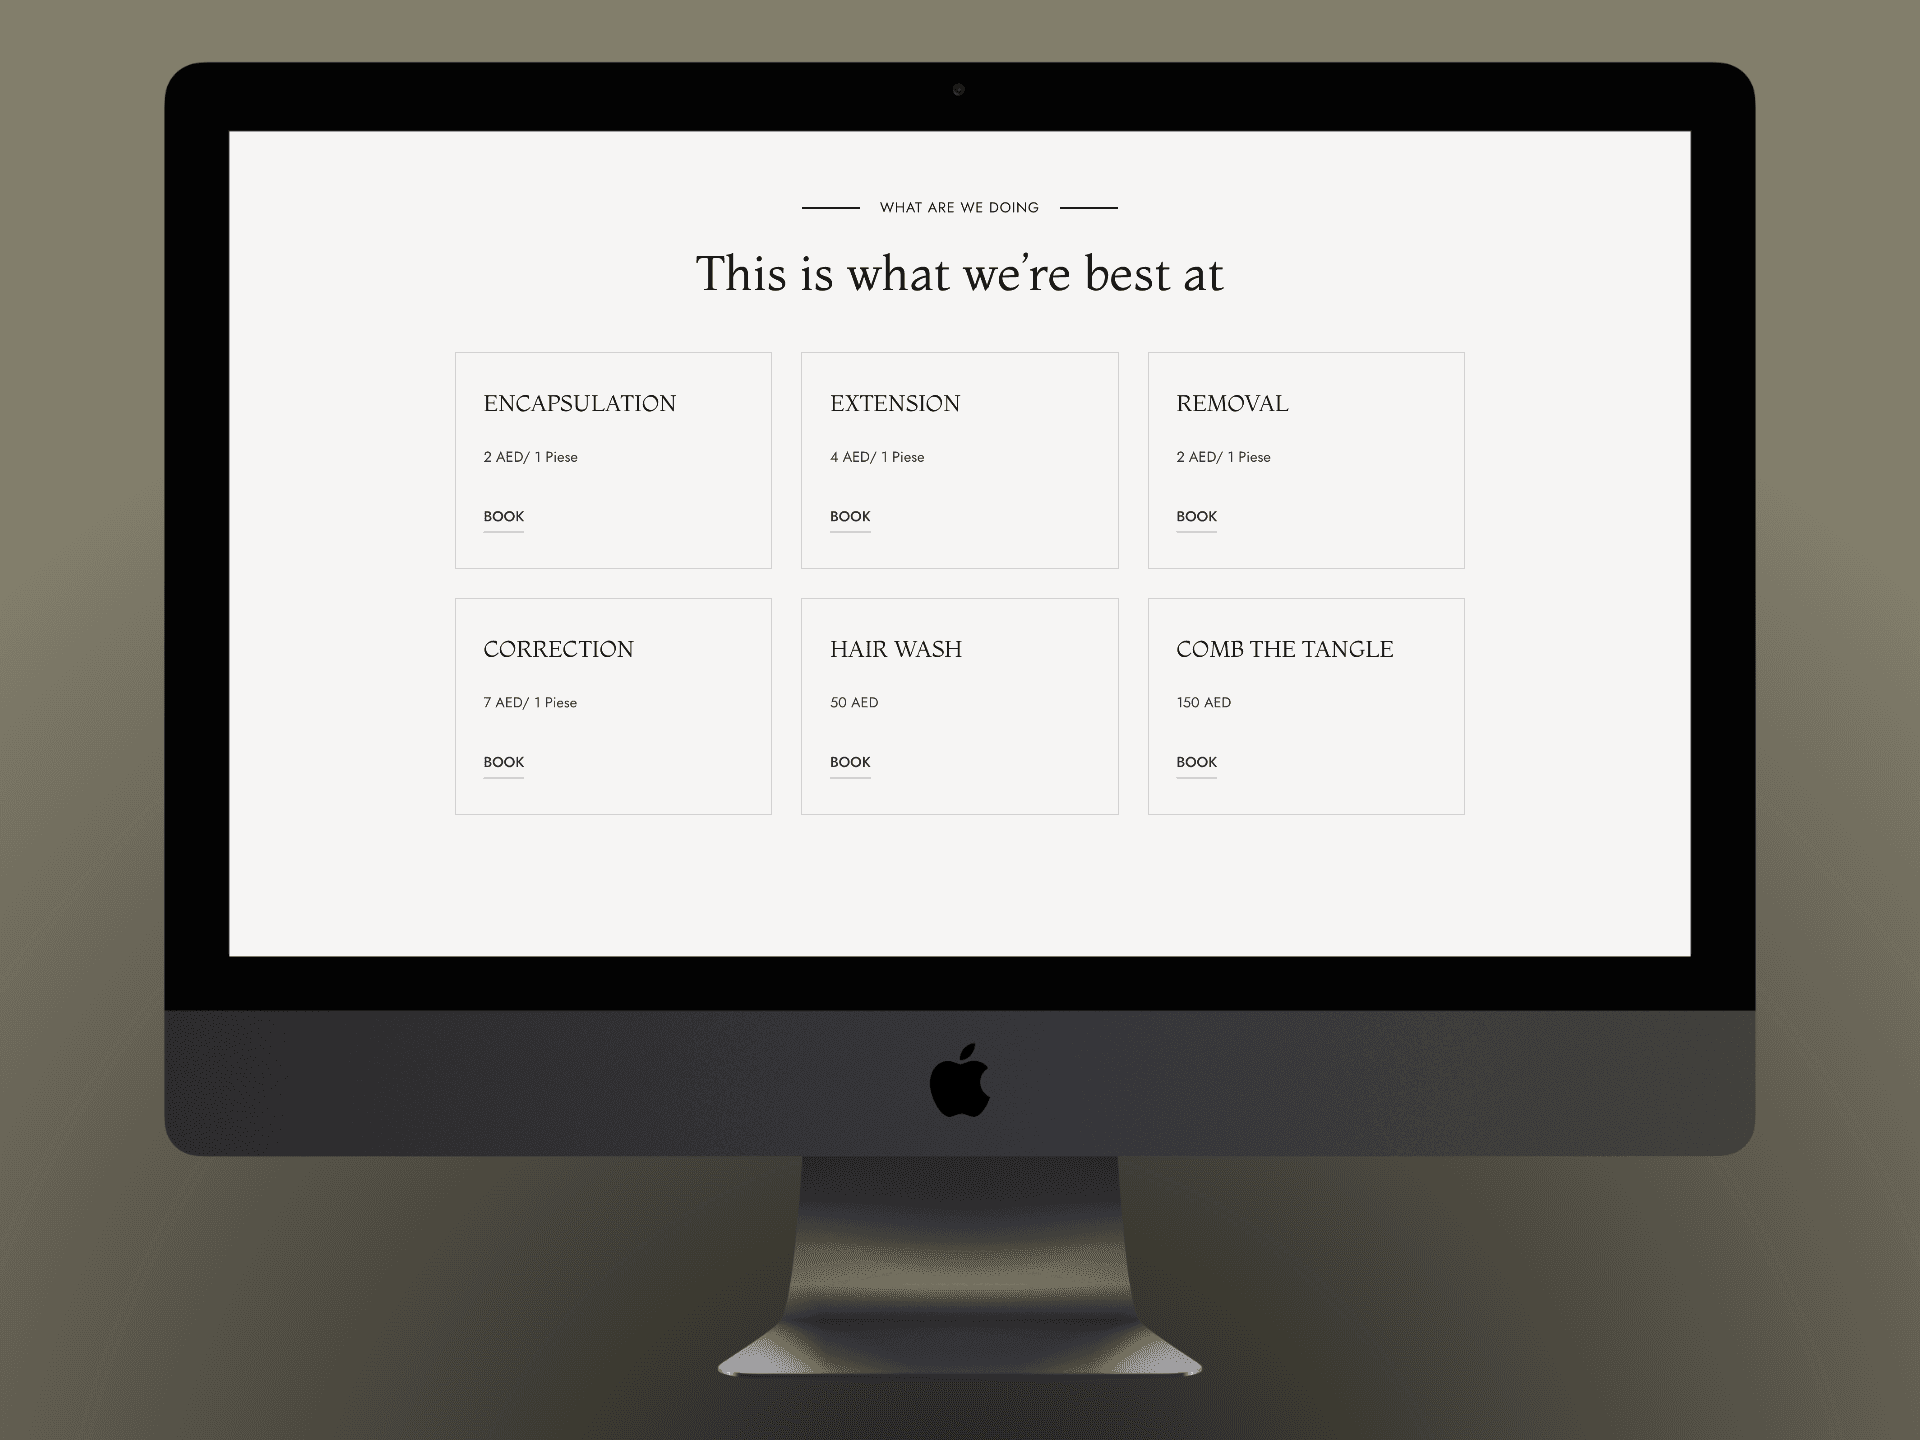 WHAT ARE WE DOING
This is what we’re best at
ENCAPSULATION
2 AED/ 1 Piese
BOOK
EXTENSION
4 AED/ 1 Piese
BOOK
REMOVAL
2 AED/ 1 Piese
BOOK
CORRECTION
7 AED/ 1 Piese
BOOK
HAIR WASH
50 AED
BOOK
COMB THE TANGLE
150 AED
BOOK